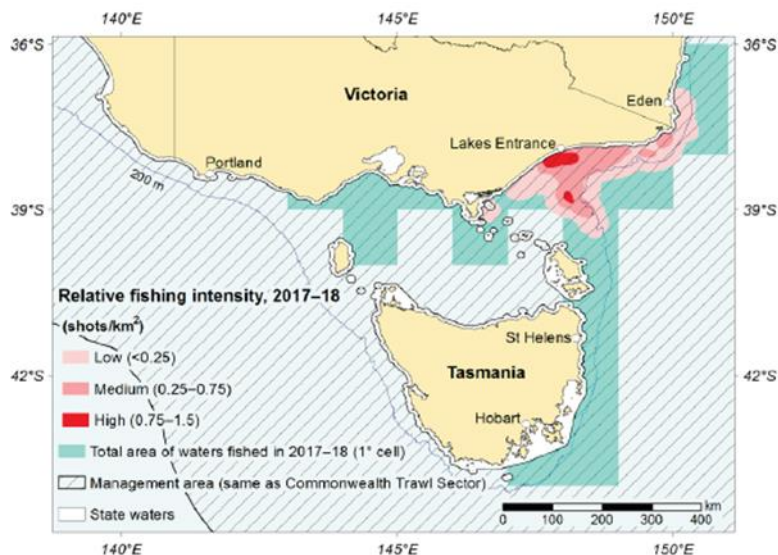 140°E 145°E 150°E
36°S 36°S
Victoria
Eden
Lakes Entrance
Portland
200 m
39°S 39°S
Relative fishing intensity, 2017–18
(shots/km²)
St Helens
Low (<0.25)
Medium (0.25–0.75)
Tasmania
42°S 42°S
High (0.75–1.5)
Hobart
Total area of waters fished in 2017–18 (1° cell)
Management area (same as Commonwealth Trawl Sector)
km
State waters
0 100 200 300 400
140°E 145°E 150°E